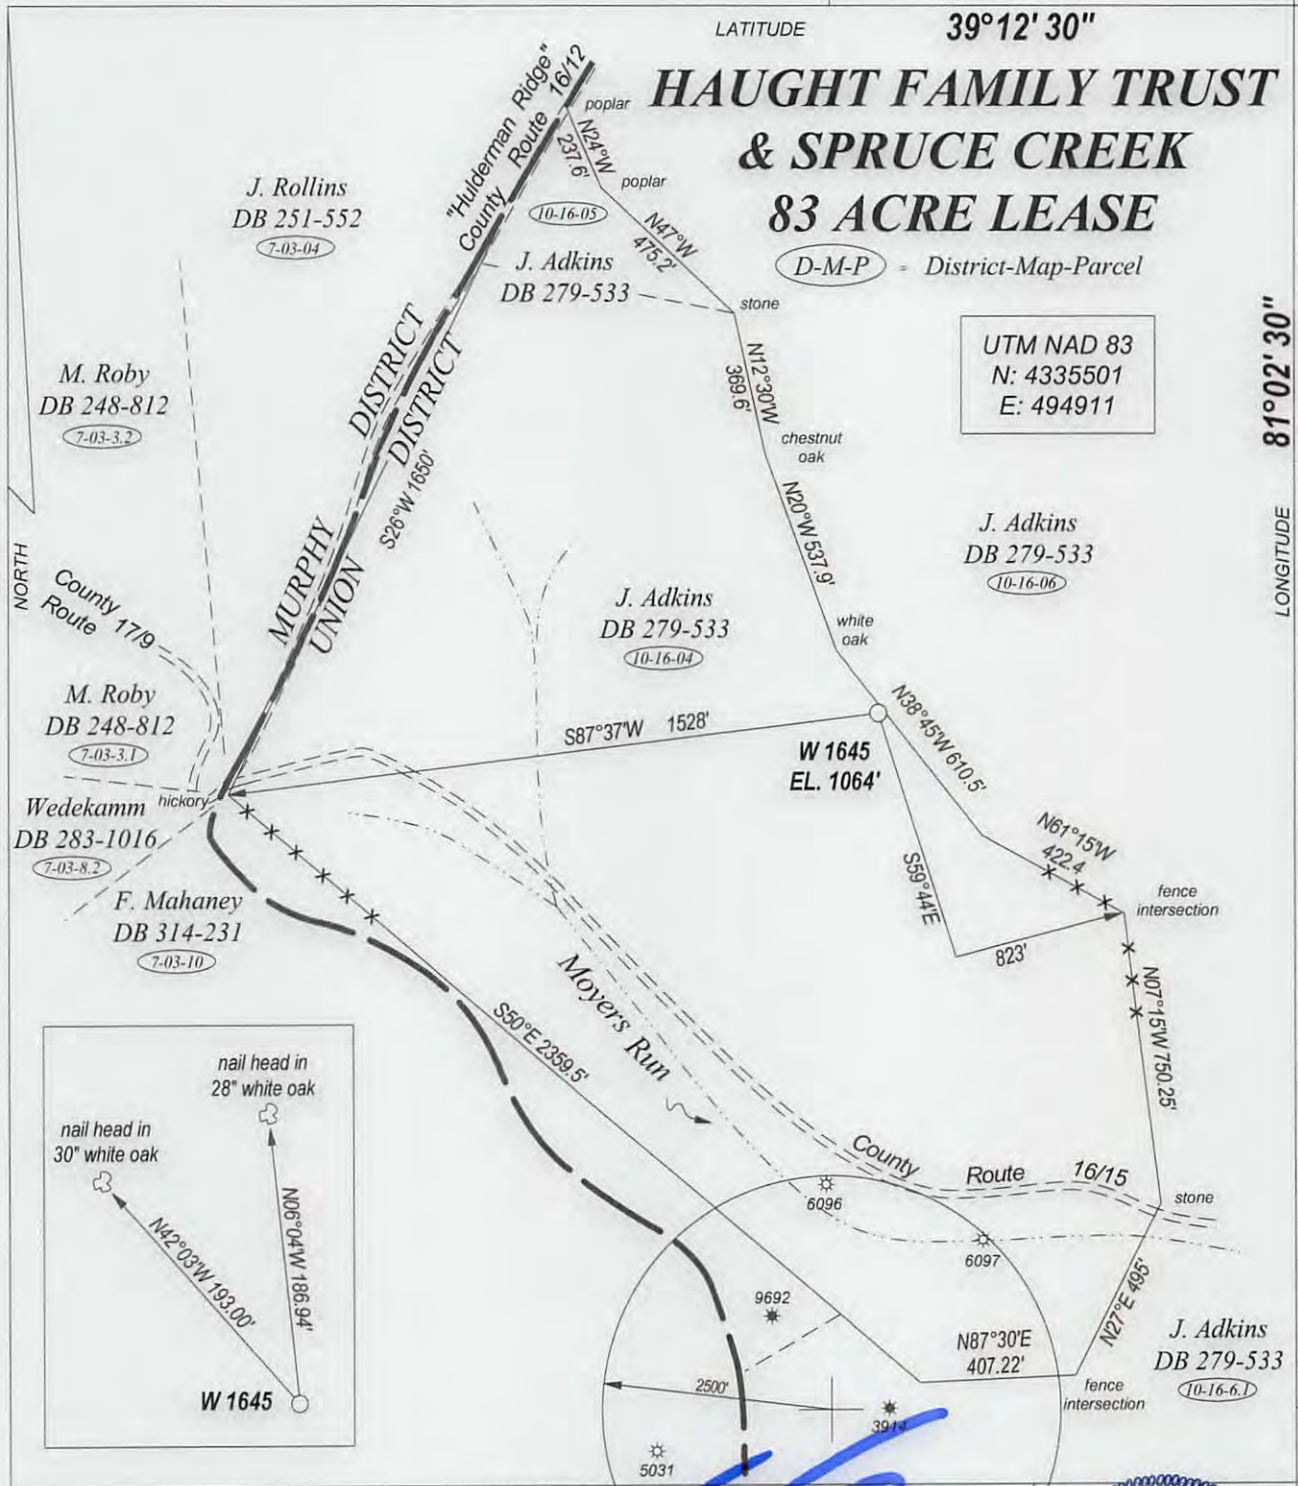 LATITUDE 39°12' 30"
HAUGHT FAMILY TRUST
& SPRUCE CREEK
83 ACRE LEASE
D-M-P = District-Map-Parcel
UTM NAD 83
N: 4335501
E: 494911
81°02' 30"
LONGITUDE
NORTH
"Hulderman Ridge"
County Route 16/12
poplar
N24°W
237.6'
poplar
10-16-05
N47°W
475.2'
J. Rollins
DB 251-552
7-03-04
J. Adkins
DB 279-533
stone
N12°30'W
369.6'
chestnut
oak
M. Roby
DB 248-812
7-03-3.2
MURPHY DISTRICT
UNION DISTRICT
S26°W 1650'
N20°W 537.9'
J. Adkins
DB 279-533
10-16-06
County 17/9
Route
J. Adkins
DB 279-533
10-16-04
white
oak
M. Roby
DB 248-812
7-03-3.1
S87°37'W 1528'
N38°45'W 610.5'
W 1645
EL. 1064'
hickory
Wedekamm
DB 283-1016
7-03-8.2
N61°15'W
422.4
S59°44'E
823'
fence
intersection
F. Mahaney
DB 314-231
7-03-10
Moyers Run
S50°E 2359.5'
N07°15'W 750.25'
nail head in
28" white oak
nail head in
30" white oak
N06°04'W 186.94'
N42°03'W 193.00'
W 1645
County Route 16/15
stone
6096
6097
9692
N27°E 495'
N87°30'E
407.22'
J. Adkins
DB 279-533
10-16-6.1
2500'
fence
intersection
3914
5031